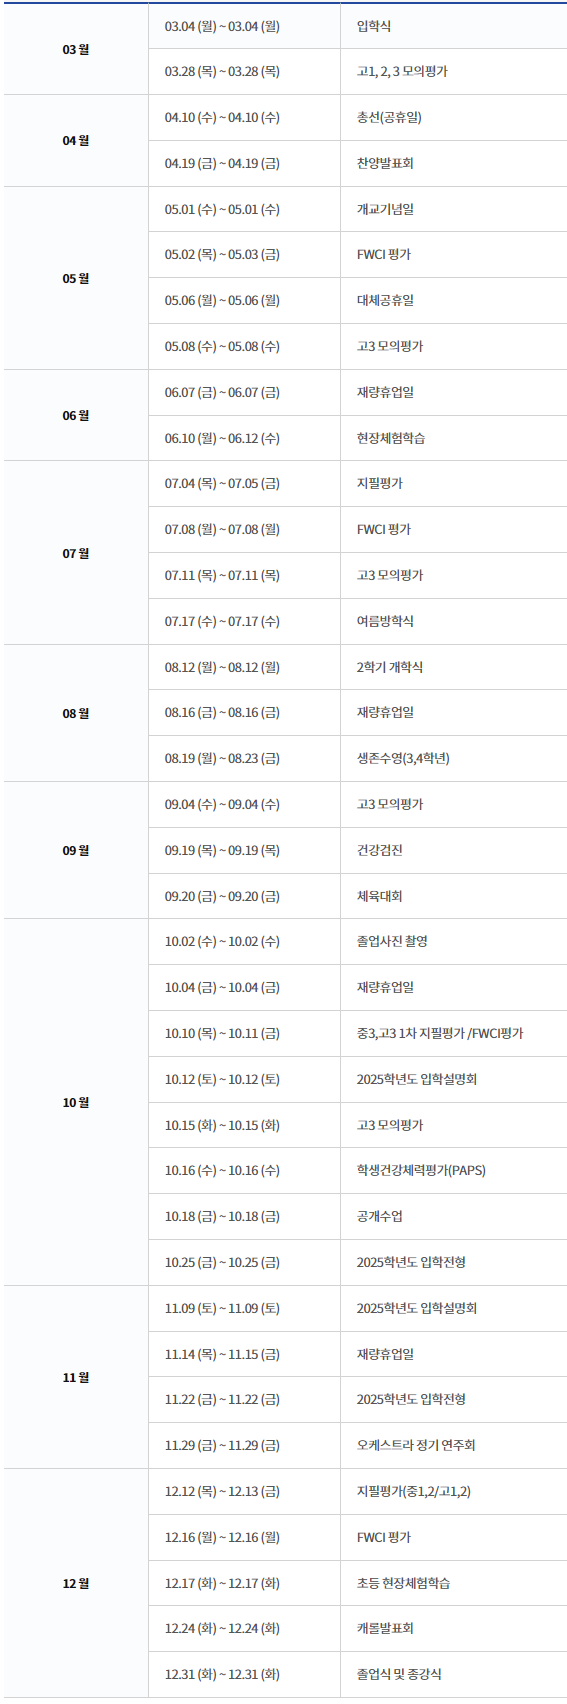 03 월
03.04 (월) ~ 03.04 (월) 입학식
03.28 (목) ~ 03.28 (목) 고1, 2, 3 모의평가
04 월
04.10 (수) ~ 04.10 (수) 총선(공휴일)
04.19 (금) ~ 04.19 (금) 찬양발표회
05 월
05.01 (수) ~ 05.01 (수) 개교기념일
05.02 (목) ~ 05.03 (금) FWCI 평가
05.06 (월) ~ 05.06 (월) 대체공휴일
05.08 (수) ~ 05.08 (수) 고3 모의평가
06 월
06.07 (금) ~ 06.07 (금) 재량휴업일
06.10 (월) ~ 06.12 (수) 현장체험학습
07 월
07.04 (목) ~ 07.05 (금) 지필평가
07.08 (월) ~ 07.08 (월) FWCI 평가
07.11 (목) ~ 07.11 (목) 고3 모의평가
07.17 (수) ~ 07.17 (수) 여름방학식
08 월
08.12 (월) ~ 08.12 (월) 2학기 개학식
08.16 (금) ~ 08.16 (금) 재량휴업일
08.19 (월) ~ 08.23 (금) 생존수영(3,4학년)
09 월
09.04 (수) ~ 09.04 (수) 고3 모의평가
09.19 (목) ~ 09.19 (목) 건강검진
09.20 (금) ~ 09.20 (금) 체육대회
10 월
10.02 (수) ~ 10.02 (수) 졸업사진 촬영
10.04 (금) ~ 10.04 (금) 재량휴업일
10.10 (목) ~ 10.11 (금) 중3,고3 1차 지필평가 /FWCI평가
10.12 (토) ~ 10.12 (토) 2025학년도 입학설명회
10.15 (화) ~ 10.15 (화) 고3 모의평가
10.16 (수) ~ 10.16 (수) 학생건강체력평가(PAPS)
10.18 (금) ~ 10.18 (금) 공개수업
10.25 (금) ~ 10.25 (금) 2025학년도 입학전형
11 월
11.09 (토) ~ 11.09 (토) 2025학년도 입학설명회
11.14 (목) ~ 11.15 (금) 재량휴업일
11.22 (금) ~ 11.22 (금) 2025학년도 입학전형
11.29 (금) ~ 11.29 (금) 오케스트라 정기 연주회
12 월
12.12 (목) ~ 12.13 (금) 지필평가(중1,2/고1,2)
12.16 (월) ~ 12.16 (월) FWCI 평가
12.17 (화) ~ 12.17 (화) 초등 현장체험학습
12.24 (화) ~ 12.24 (화) 캐롤발표회
12.31 (화) ~ 12.31 (화) 졸업식 및 종강식